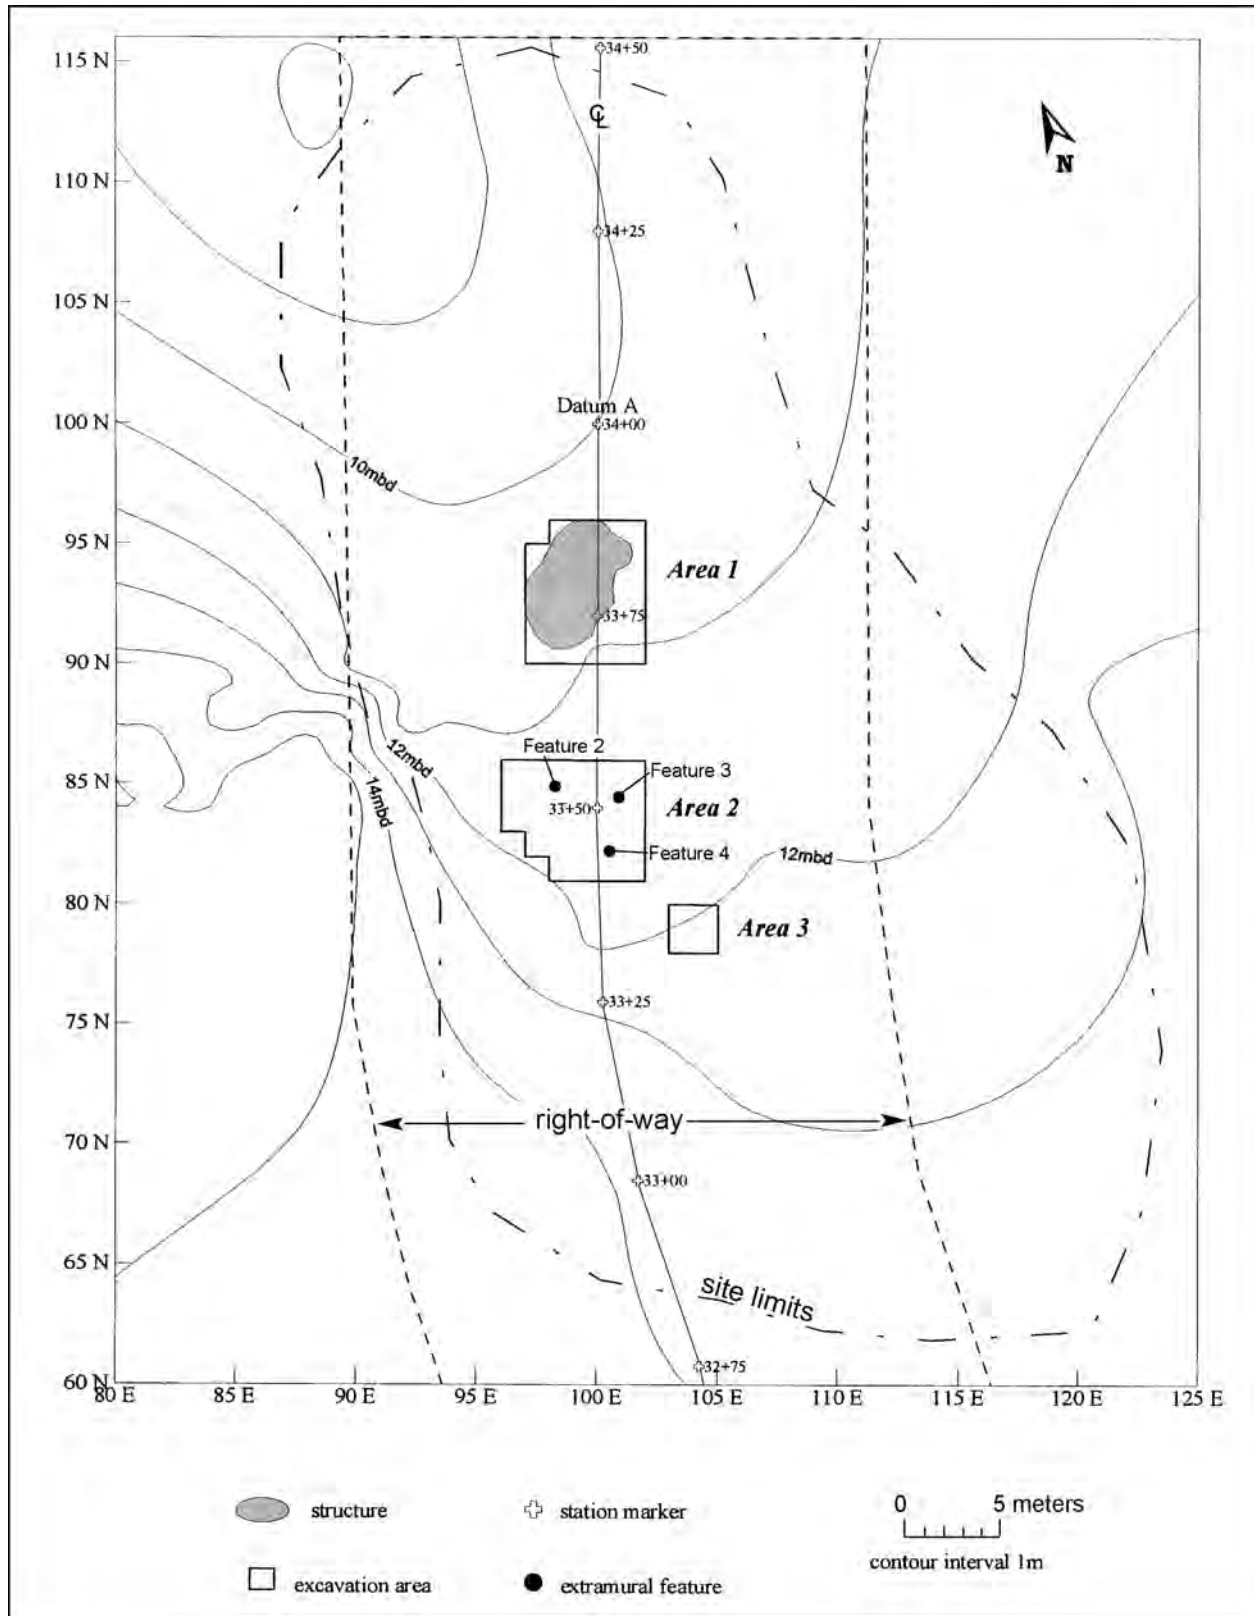 115 N
34+50
℄
N
110 N
34+25
105 N
Datum A
100 N
34+00
10mbd
95 N
Area 1
33+75
90 N
12mbd
Feature 2
Feature 3
85 N
14mbd
33+50
Area 2
Feature 4
12mbd
80 N
Area 3
33+25
75 N
right-of-way
70 N
33+00
65 N
site limits
32+75
60 N
80 E
85 E
90 E
95 E
100 E
105 E
110 E
115 E
120 E
125 E
structure
station marker
0 5 meters
contour interval 1m
excavation area
extramural feature